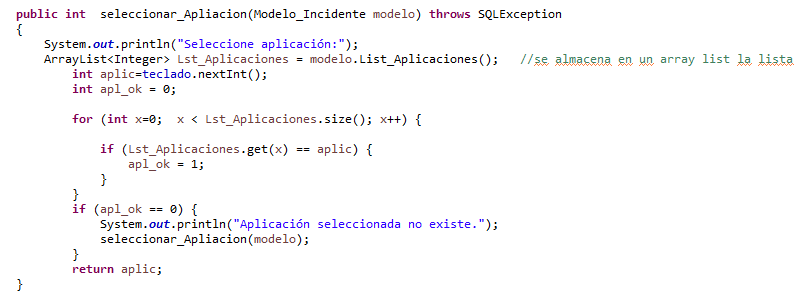 public int  seleccionar_Apliacion(Modelo_Incidente modelo) throws SQLException
{
    System.out.println("Seleccione aplicación:");
    ArrayList<Integer> Lst_Aplicaciones = modelo.List_Aplicaciones();   //se almacena en un array list la lista
        int aplic=teclado.nextInt();
        int apl_ok = 0;

        for (int x=0;  x < Lst_Aplicaciones.size(); x++) {

            if (Lst_Aplicaciones.get(x) == aplic) {
                apl_ok = 1;
            }
        }
        if (apl_ok == 0) {
            System.out.println("Aplicación seleccionada no existe.");
            seleccionar_Apliacion(modelo);
        }
        return aplic;
}